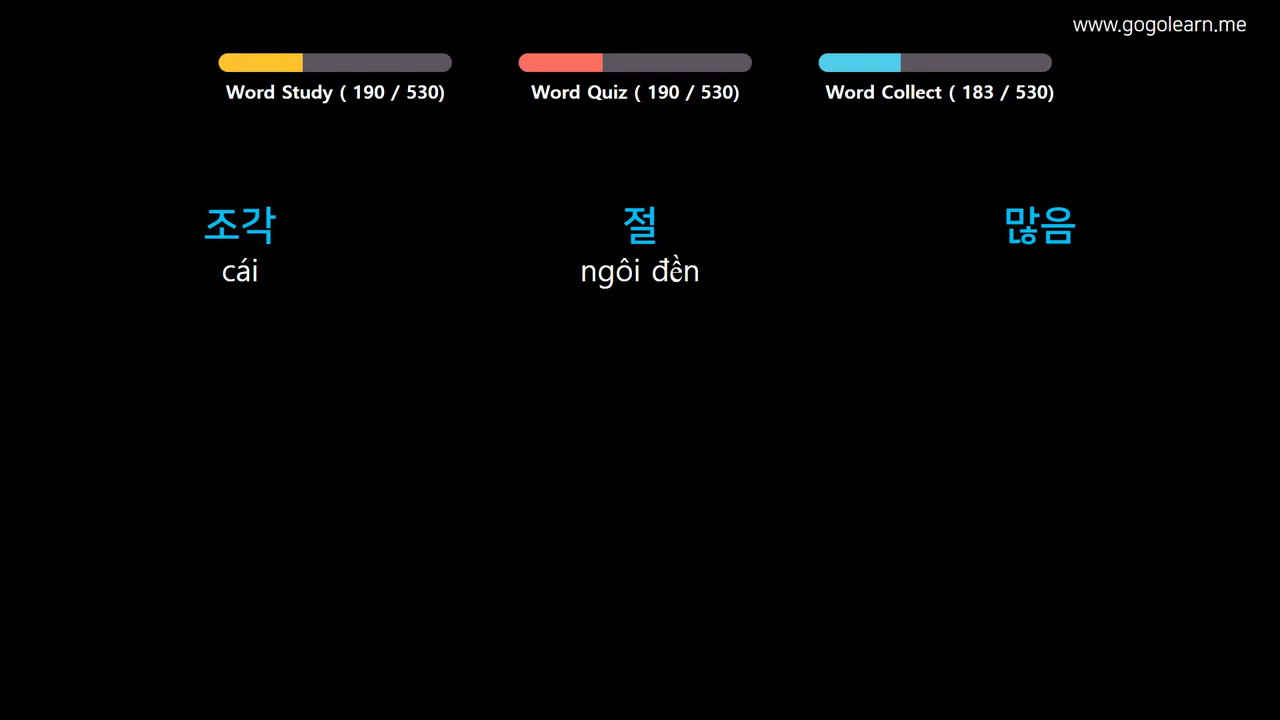 www.gogolearn.me
Word Study ( 190 / 530)
Word Quiz ( 190 / 530)
Word Collect ( 183 / 530)
조각
절
많음
cái
ngôi đền